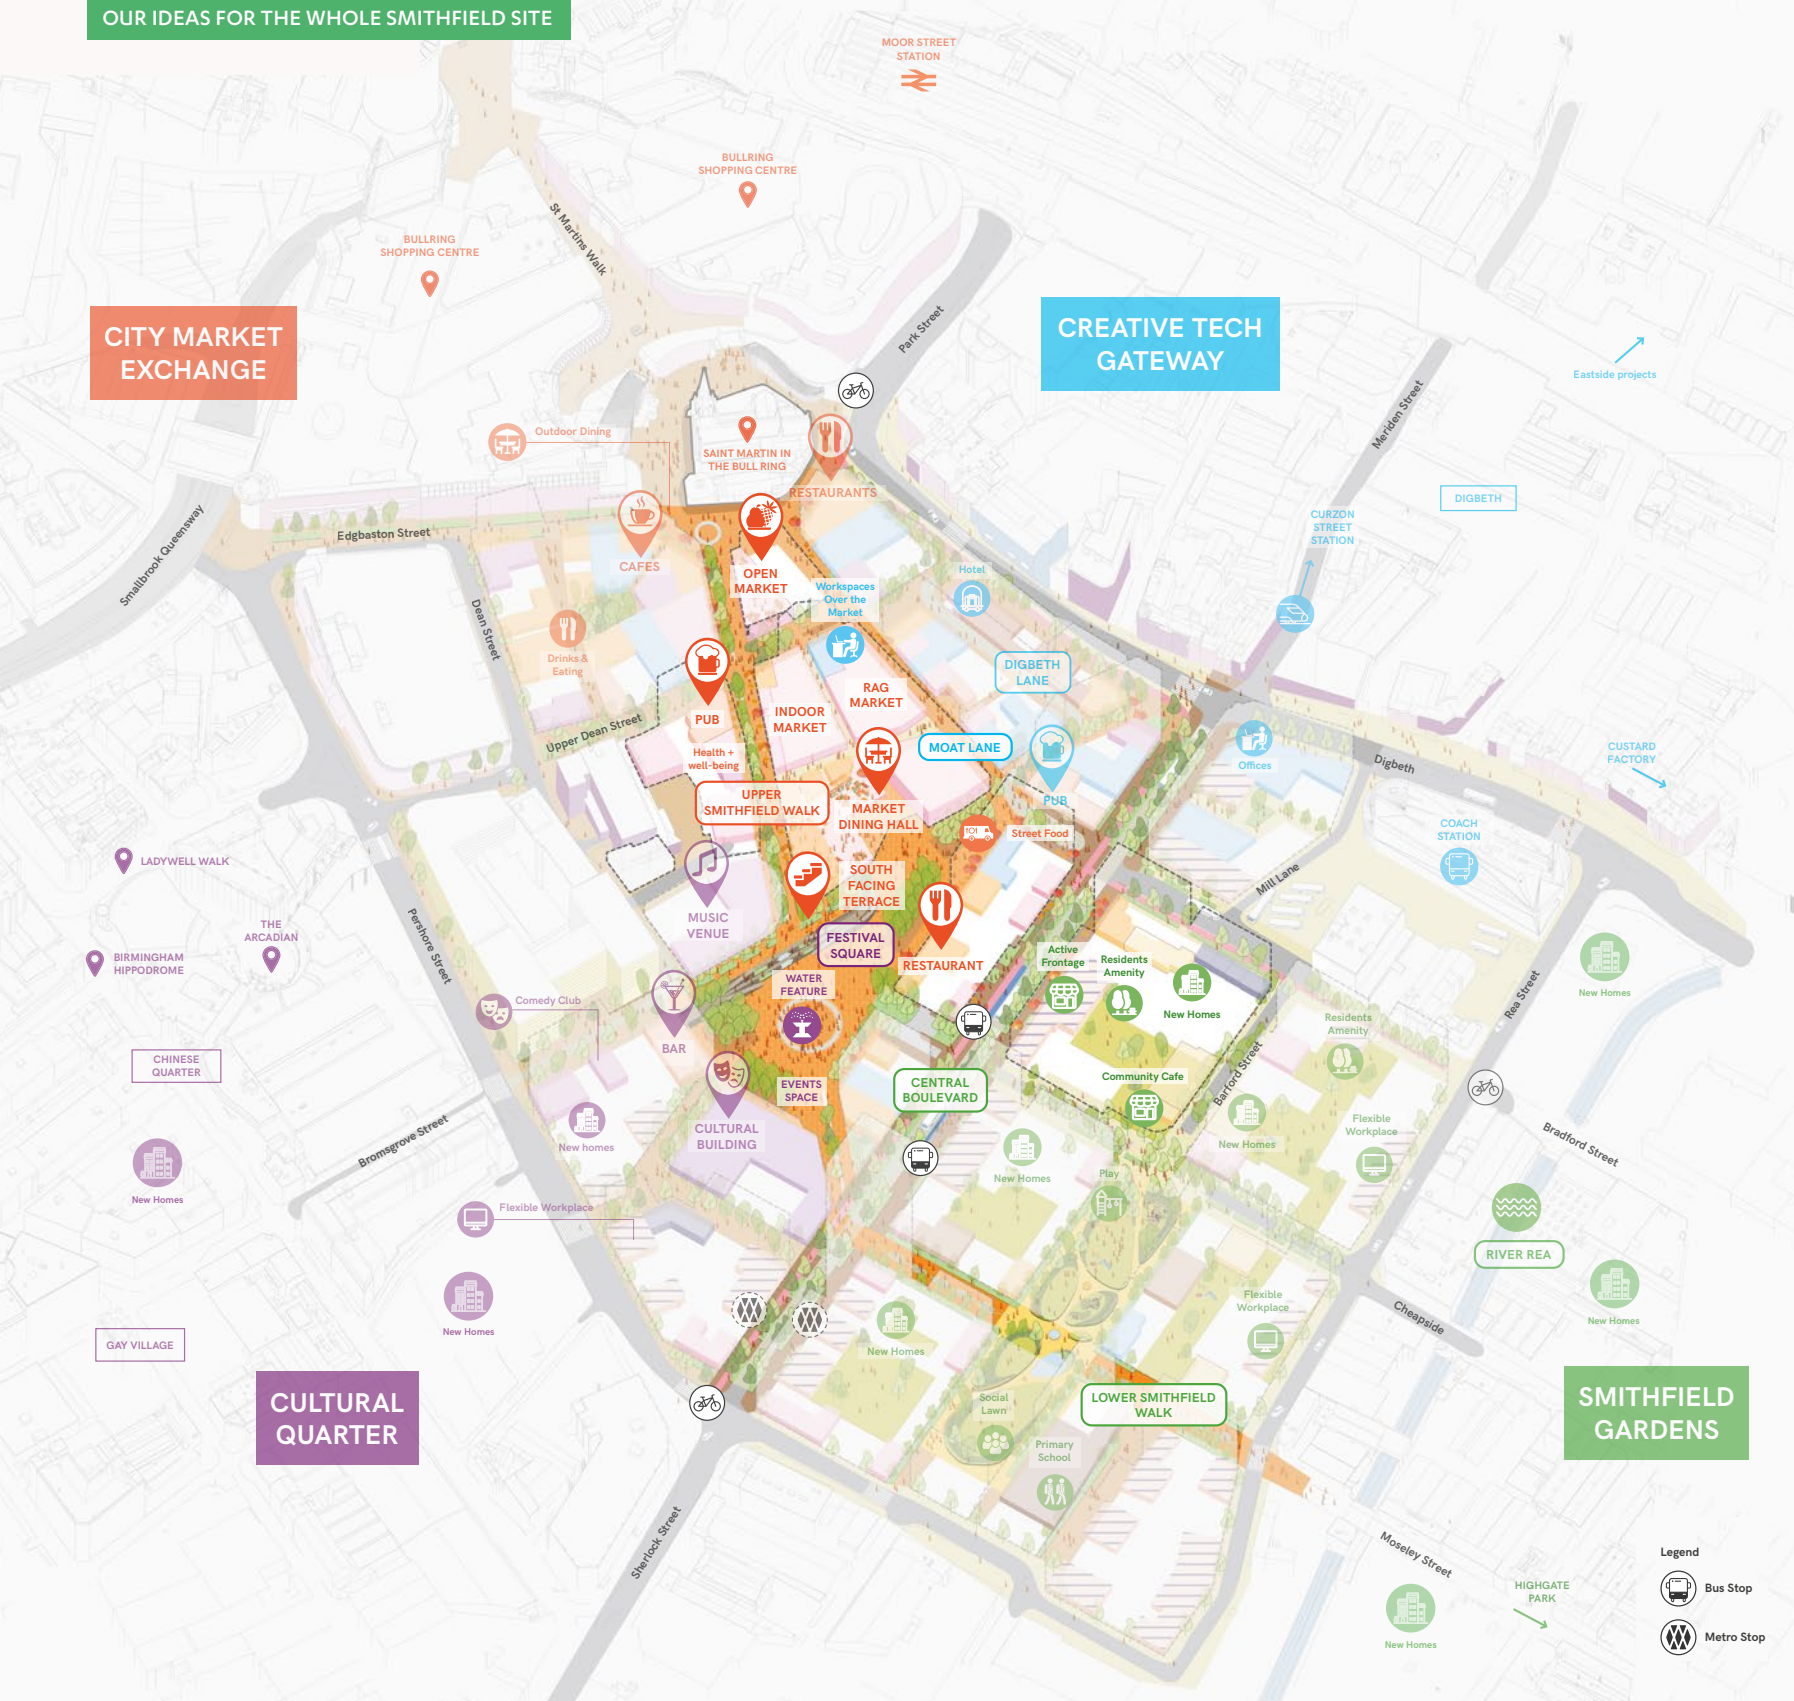 OUR IDEAS FOR THE WHOLE SMITHFIELD SITE
MOOR STREET
STATION
BULLRING
SHOPPING CENTRE
BULLRING
SHOPPING CENTRE
St Martins Walk
Park Street
CITY MARKET
EXCHANGE
CREATIVE TECH
GATEWAY
Eastside projects
Meriden Street
Outdoor Dining
SAINT MARTIN IN
THE BULL RING
RESTAURANTS
DIGBETH
CURZON
STREET
STATION
Smallbrook Queensway
Edgbaston Street
CAFES
OPEN
MARKET
Workspaces
Over the
Market
Hotel
Dean Street
Drinks &
Eating
DIGBETH
LANE
RAG
MARKET
INDOOR
MARKET
PUB
Upper Dean Street
Health +
well-being
MOAT LANE
Offices
Digbeth
CUSTARD
FACTORY
UPPER
SMITHFIELD WALK
MARKET
DINING HALL
PUB
Street Food
COACH
STATION
LADYWELL WALK
SOUTH
FACING
TERRACE
Mill Lane
MUSIC
VENUE
THE
ARCADIAN
Pershore Street
FESTIVAL
SQUARE
RESTAURANT
BIRMINGHAM
HIPPODROME
Active
Frontage
Residents
Amenity
New Homes
New Homes
Rea Street
WATER
FEATURE
Comedy Club
Residents
Amenity
BAR
CHINESE
QUARTER
EVENTS
SPACE
CENTRAL
BOULEVARD
Community Cafe
Barford Street
CULTURAL
BUILDING
New homes
Bromsgrove Street
New Homes
New Homes
Flexible
Workplace
Bradford Street
New Homes
Play
Flexible Workplace
RIVER REA
New Homes
New Homes
Flexible
Workplace
Cheapside
New Homes
GAY VILLAGE
CULTURAL
QUARTER
Social
Lawn
LOWER SMITHFIELD
WALK
SMITHFIELD
GARDENS
Primary
School
Sherlock Street
Moseley Street
HIGHGATE
PARK
New Homes
Legend
Bus Stop
Metro Stop